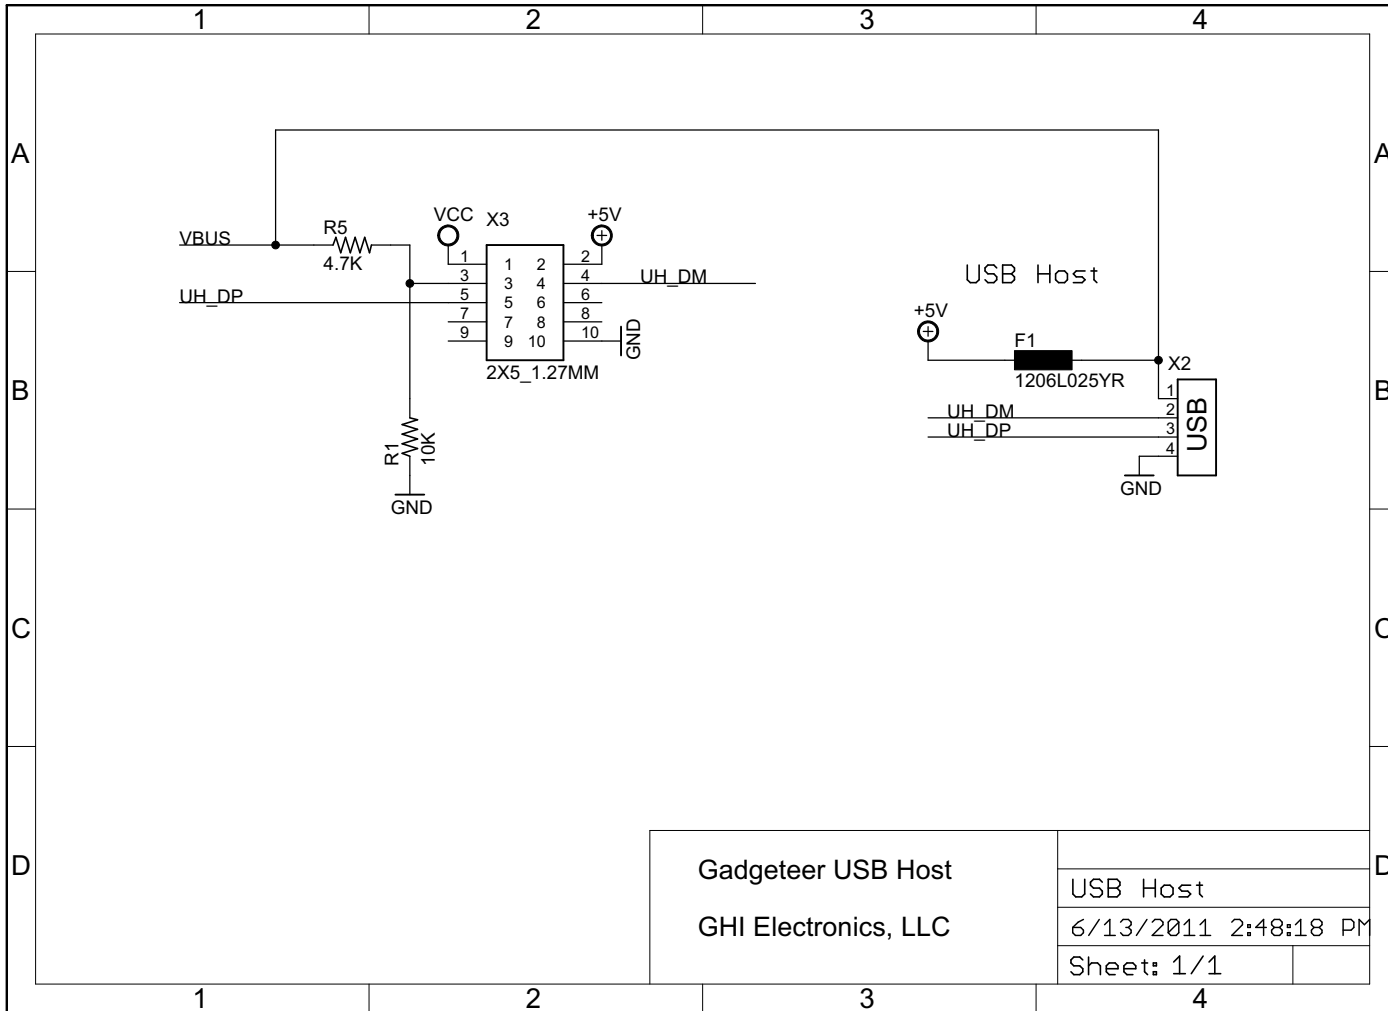 1 2 3 4
A A
VCC X3 +5V
VBUS R5
4.7K
1 1 2 2
3 3 4 4 UH_DM
UH_DP 5 5 6 6
7 7 8 8
9 9 10 10 GND
2X5_1.27MM
USB Host
+5V
F1
1206L025YR
X2
B B
1
UH_DM 2
UH_DP 3
4
USB
GND
R1
10K
GND
C C
D D
Gadgeteer USB Host
GHI Electronics, LLC
USB Host
6/13/2011 2:48:18 PM
Sheet: 1/1
1 2 3 4